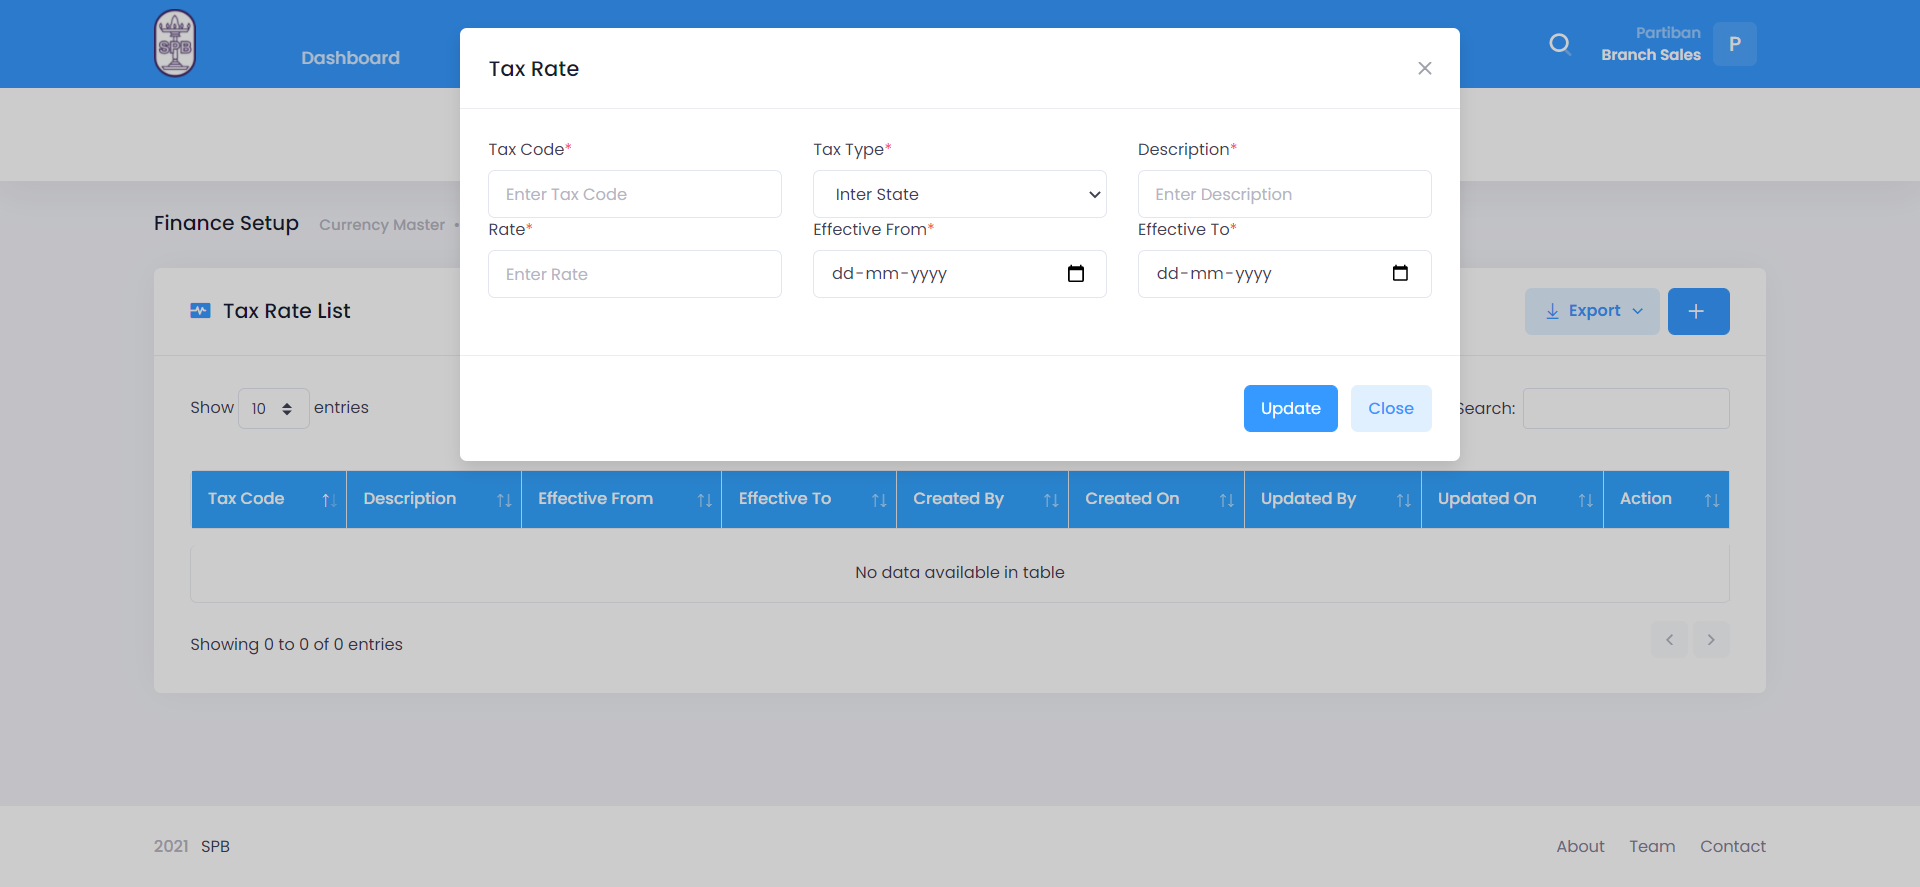 SPB
Dashboard
Partiban
Branch Sales
P
Tax Rate
Tax Code*
Tax Type*
Description*
Enter Tax Code
Inter State
Enter Description
Rate*
Effective From*
Effective To*
Enter Rate
dd-mm-yyyy
dd-mm-yyyy
Update
Close
Finance Setup
Currency Master •
Tax Rate List
Export
Show 10 entries
Search:
Tax Code
Description
Effective From
Effective To
Created By
Created On
Updated By
Updated On
Action
No data available in table
Showing 0 to 0 of 0 entries
2021 SPB
About
Team
Contact